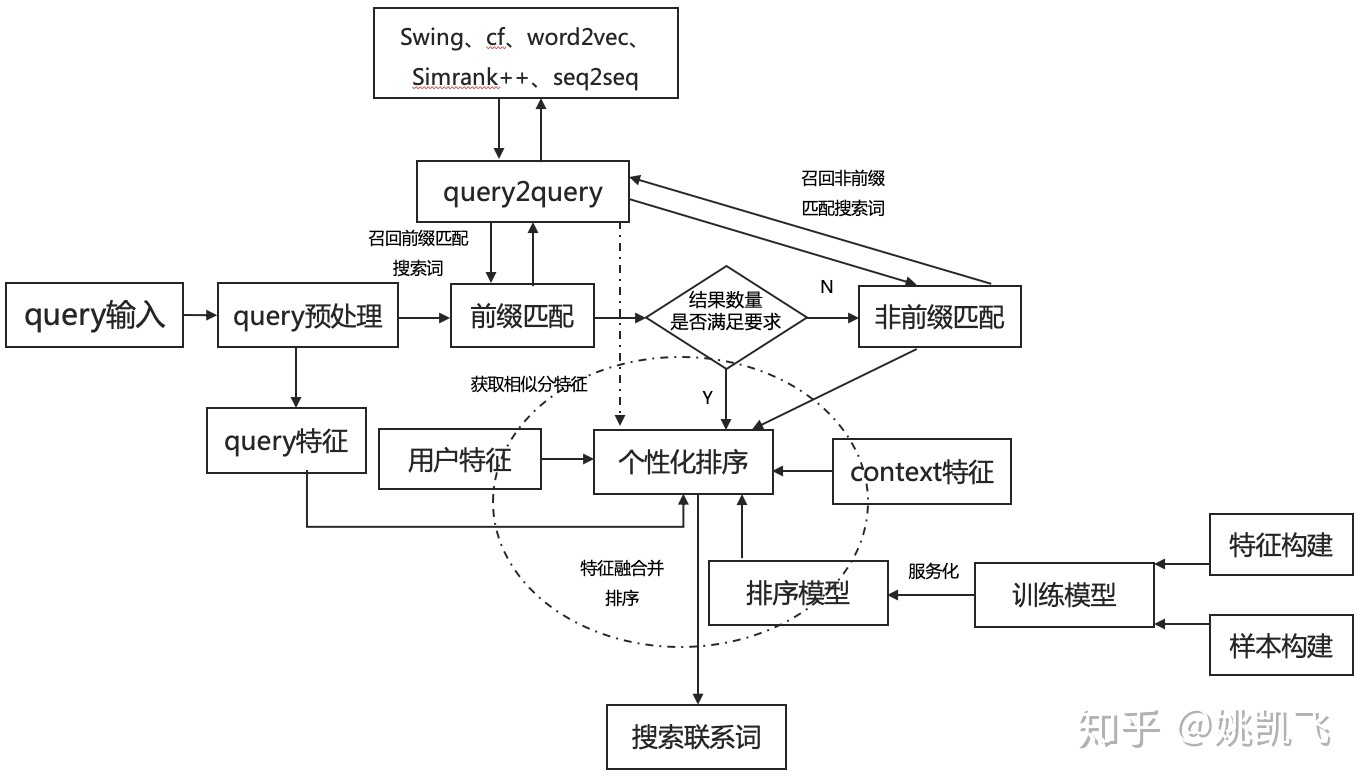 Swing、cf、word2vec、
Simrank++、seq2seq
query2query
召回非前缀
匹配搜索词
召回前缀匹配
搜索词
query输入
query预处理
前缀匹配
结果数量
是否满足要求
N
非前缀匹配
获取相似分特征
Y
query特征
用户特征
个性化排序
context特征
特征融合并
排序
排序模型
服务化
训练模型
特征构建
样本构建
搜索联系词
知乎 @姚凯飞